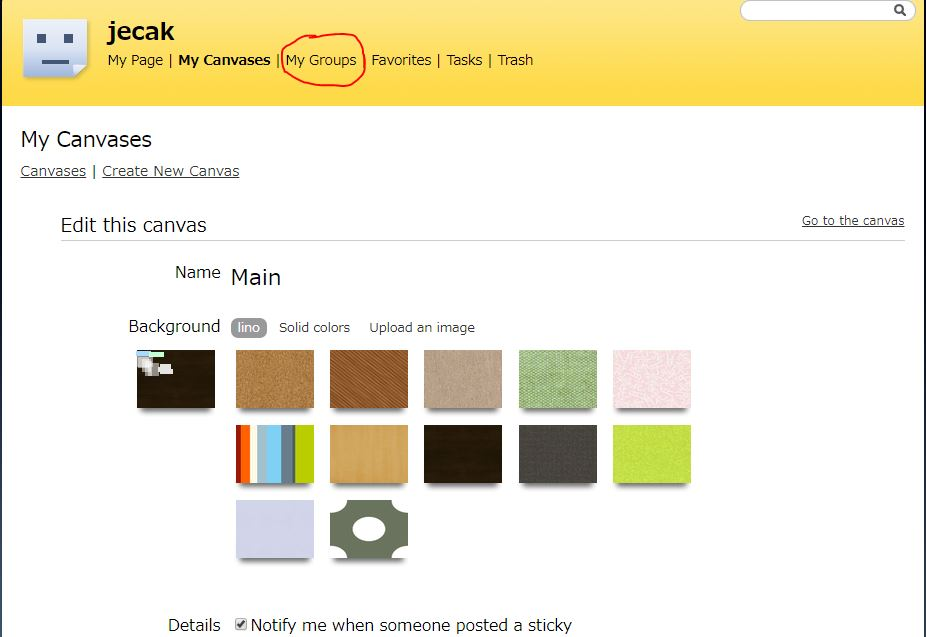 jecak
My Page | My Canvases | My Groups Favorites | Tasks | Trash
My Canvases
Canvases | Create New Canvas
Edit this canvas
Go to the canvas
Name Main
Background lino Solid colors Upload an image
Details Notify me when someone posted a sticky